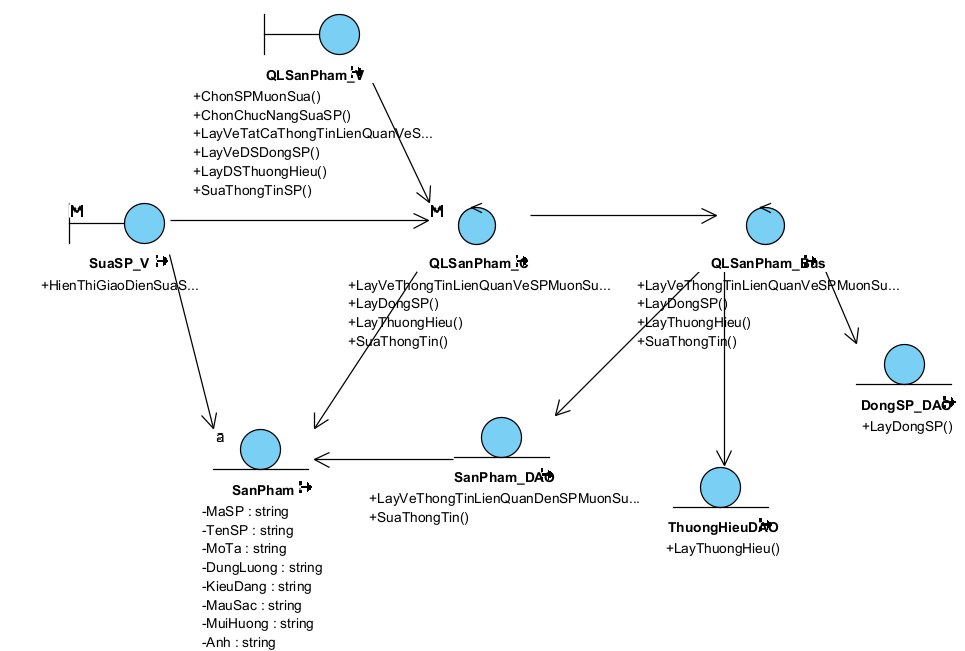 QLSanPham_V
+ChonSPMuonSua()
+ChonChucNangSuaSP()
+LayVeTatCaThongTinLienQuanVeS...
+LayVeDSDongSP()
+LayDSThuongHieu()
+SuaThongTinSP()
M
SuaSP_V
+HienThiGiaoDienSuaS...
M
QLSanPham_C
+LayVeThongTinLienQuanVeSPMuonSu...
+LayDongSP()
+LayThuongHieu()
+SuaThongTin()
QLSanPham_Bus
+LayVeThongTinLienQuanVeSPMuonSu...
+LayDongSP()
+LayThuongHieu()
+SuaThongTin()
DongSP_DAO
+LayDongSP()
a
SanPham
-MaSP : string
-TenSP : string
-MoTa : string
-DungLuong : string
-KieuDang : string
-MauSac : string
-MuiHuong : string
-Anh : string
SanPham_DAO
+LayVeThongTinLienQuanDenSPMuonSu...
+SuaThongTin()
ThuongHieuDAO
+LayThuongHieu()